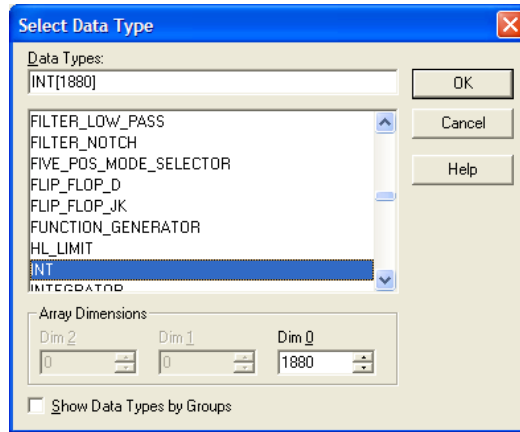 Select Data Type
Data Types:
INT[1880]
OK
FILTER_LOW_PASS
Cancel
FILTER_NOTCH
FIVE_POS_MODE_SELECTOR
Help
FLIP_FLOP_D
FLIP_FLOP_JK
FUNCTION_GENERATOR
HL_LIMIT
INT
INTEGRATOR
Array Dimensions
Dim 2 Dim 1 Dim 0
0 0 1880
Show Data Types by Groups